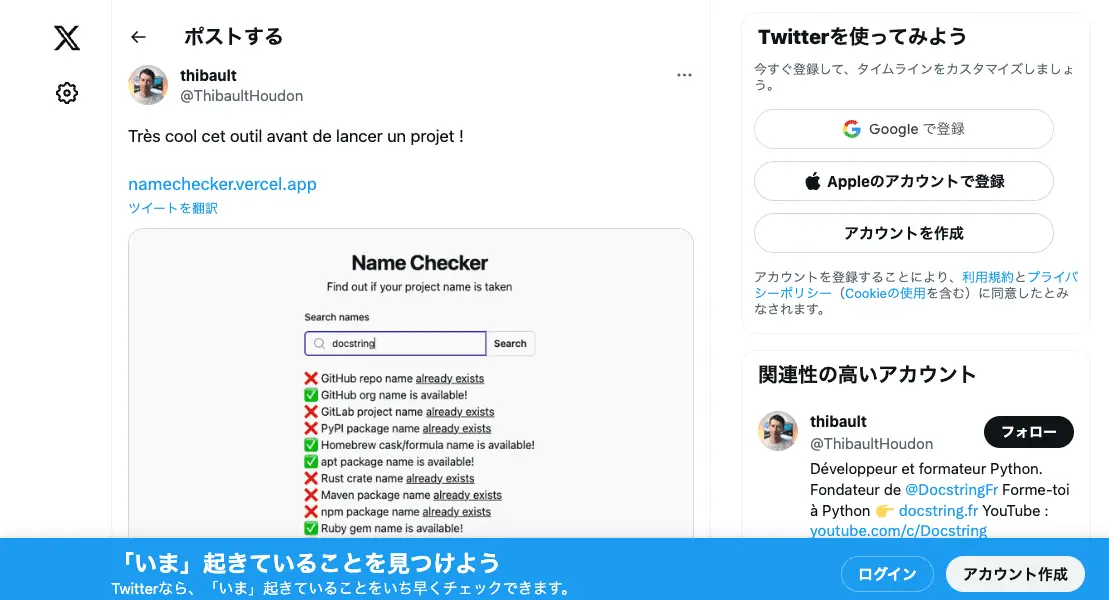 ポストする
thibault
@ThibaultHoudon
Très cool cet outil avant de lancer un projet !
namechecker.vercel.app
ツイートを翻訳
Name Checker
Find out if your project name is taken
Search names
docstring
Search
❌ GitHub repo name already exists
✅ GitHub org name is available!
❌ GitLab project name already exists
❌ PyPI package name already exists
✅ Homebrew cask/formula name is available!
✅ apt package name is available!
❌ Rust crate name already exists
❌ Maven package name already exists
❌ npm package name already exists
✅ Ruby gem name is available!
Twitterを使ってみよう
今すぐ登録して、タイムラインをカスタマイズしましょ
う。
Google で登録
Appleのアカウントで登録
アカウントを作成
アカウントを登録することにより、利用規約とプライバ
シーポリシー（Cookieの使用を含む）に同意したとみ
なされます。
関連性の高いアカウント
thibault
@ThibaultHoudon
フォロー
Développeur et formateur Python.
Fondateur de @DocstringFr Forme-toi
à Python 👉 docstring.fr YouTube :
youtube.com/c/Docstring
「いま」起きていることを見つけよう
Twitterなら、「いま」起きていることをいち早くチェックできます。
ログイン
アカウント作成